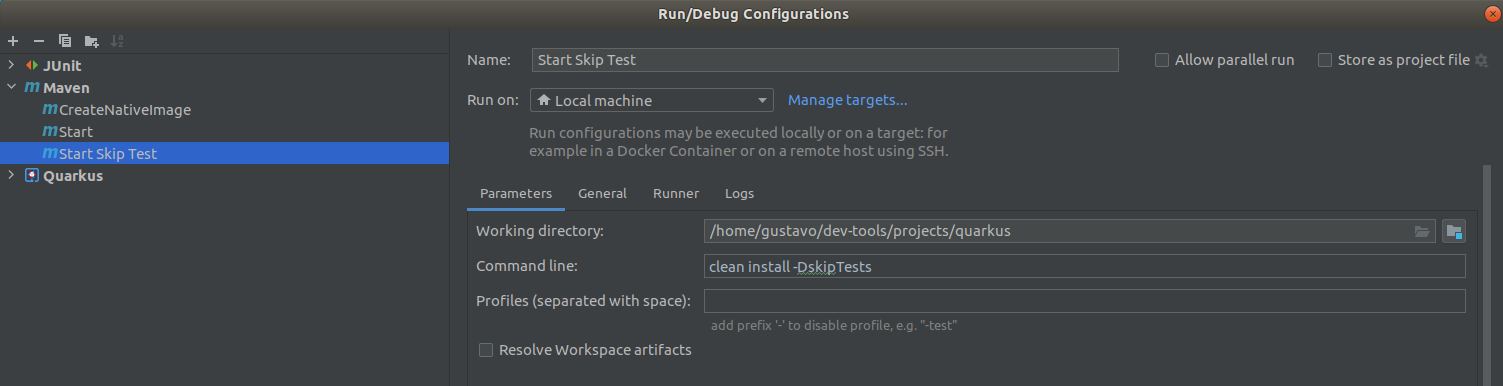 Run/Debug Configurations
JUnit
Maven
CreateNativeImage
Start
Start Skip Test
Quarkus
Name: Start Skip Test Allow parallel run Store as project file
Run on: Local machine Manage targets...
Run configurations may be executed locally or on a target: for
example in a Docker Container or on a remote host using SSH.
Parameters General Runner Logs
Working directory: /home/gustavo/dev-tools/projects/quarkus
Command line: clean install -DskipTests
Profiles (separated with space):
add prefix '-' to disable profile, e.g. "-test"
Resolve Workspace artifacts